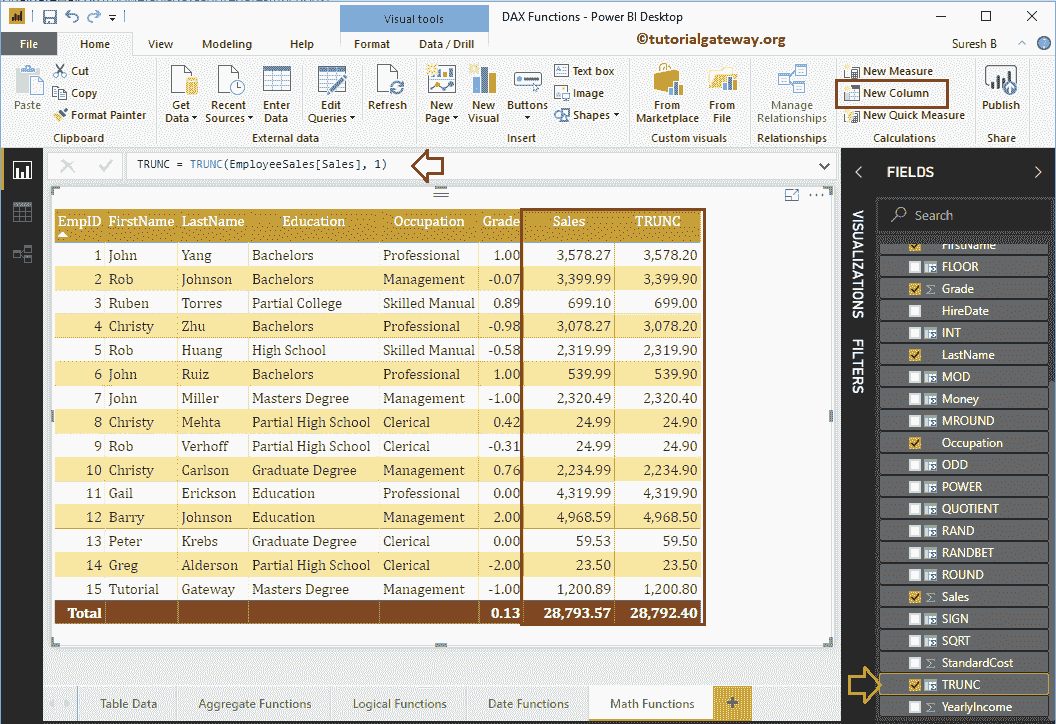 Visual tools
DAX Functions - Power BI Desktop
File Home View Modeling Help Format Data / Drill
©tutorialgateway.org
Suresh B
Paste
Cut
Copy
Format Painter
Clipboard
Get Data
Recent Sources
Enter Data
Edit Queries
External data
Refresh
New Page
New Visual
Buttons
Text box
Image
Shapes
Insert
From Marketplace
From File
Custom visuals
Manage Relationships
Relationships
New Measure
New Column
New Quick Measure
Calculations
Publish
Share
TRUNC = TRUNC(EmployeeSales[Sales], 1)
EmpID FirstName LastName Education Occupation Grade Sales TRUNC
1 John Yang Bachelors Professional 1.00 3,578.27 3,578.20
2 Rob Johnson Bachelors Management -0.07 3,399.99 3,399.90
3 Ruben Torres Partial College Skilled Manual 0.89 699.10 699.00
4 Christy Zhu Bachelors Professional -0.98 3,078.27 3,078.20
5 Rob Huang High School Skilled Manual -0.58 2,319.99 2,319.90
6 John Ruiz Bachelors Professional 1.00 539.99 539.90
7 John Miller Masters Degree Management -1.00 2,320.49 2,320.40
8 Christy Mehta Partial High School Clerical 0.42 24.99 24.90
9 Rob Verhoff Partial High School Clerical -0.31 24.99 24.90
10 Christy Carlson Graduate Degree Management 0.76 2,234.99 2,234.90
11 Gail Erickson Education Professional 0.00 4,319.99 4,319.90
12 Barry Johnson Education Management 2.00 4,968.59 4,968.50
13 Peter Krebs Graduate Degree Clerical 0.00 59.53 59.50
14 Greg Alderson Partial High School Clerical -2.00 23.50 23.50
15 Tutorial Gateway Masters Degree Management -1.00 1,200.89 1,200.80
Total 0.13 28,793.57 28,792.40
VISUALIZATIONS
FILTERS
FIELDS
Search
FirstName
FLOOR
Grade
HireDate
INT
LastName
MOD
Money
MROUND
Occupation
ODD
POWER
QUOTIENT
RAND
RANDBET
ROUND
Sales
SIGN
SQRT
StandardCost
TRUNC
YearlyIncome
Table Data Aggregate Functions Logical Functions Date Functions Math Functions